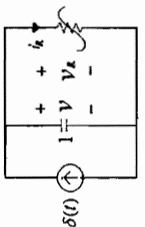 i_R
+ v_R −
+ v −
1
δ(t)